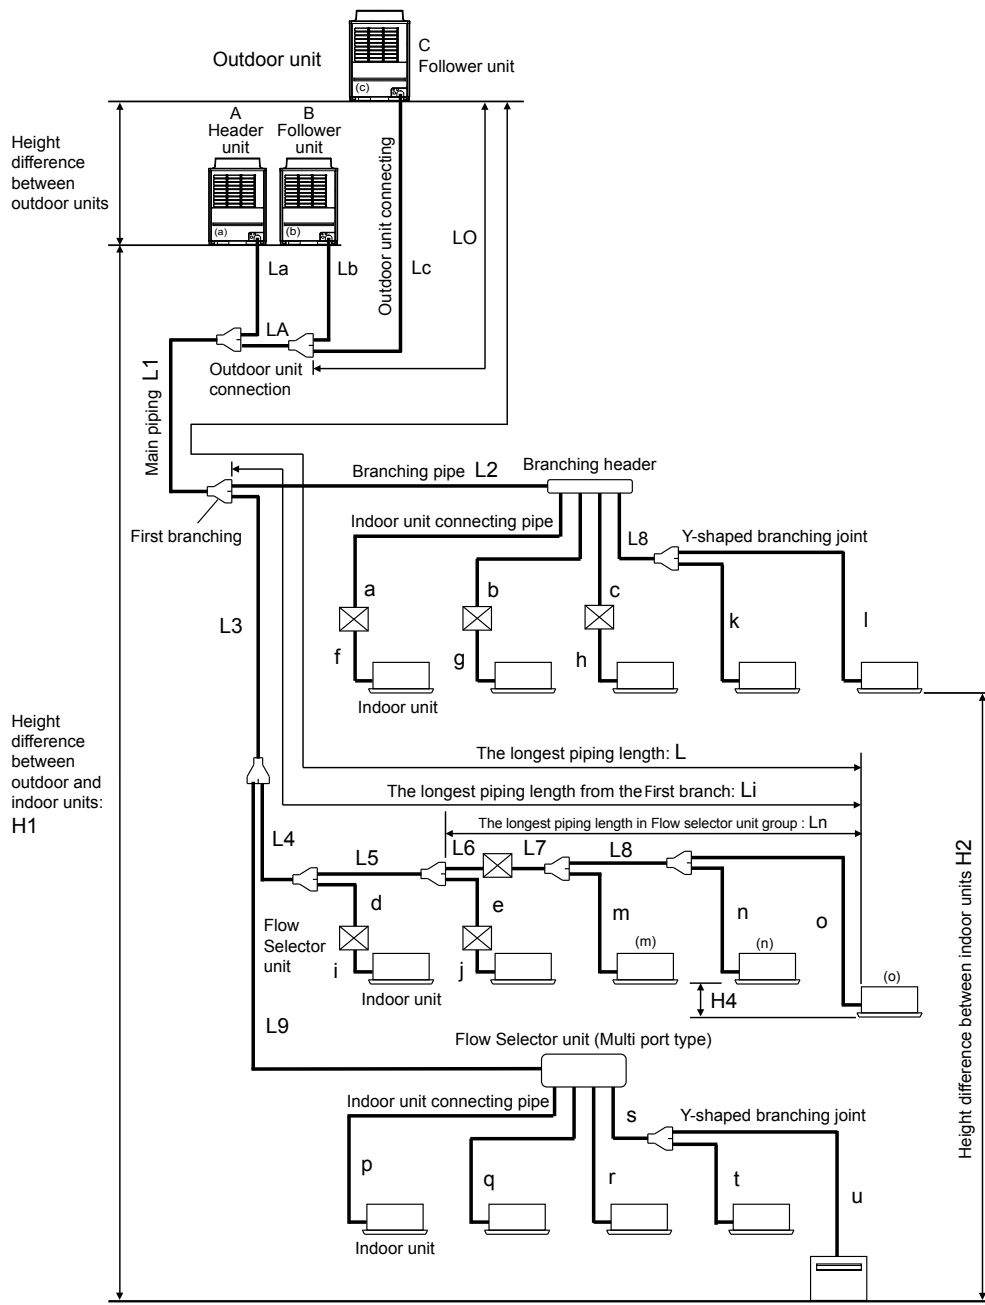 Outdoor unit
C
Follower unit
(c)
Height
difference
between
outdoor units
A
Header
unit
B
Follower
unit
(a)
(b)
La
Lb
Outdoor unit connecting
Lc
LO
LA
Outdoor unit
connection
Main piping L1
First branching
Branching pipe L2
Branching header
Indoor unit connecting pipe
L8
Y-shaped branching joint
a
b
c
k
l
f
g
h
Indoor unit
L3
Height
difference
between
outdoor and
indoor units:
H1
The longest piping length: L
The longest piping length from the First branch: Li
The longest piping length in Flow selector unit group : Ln
L4
L5
L6
L7
L8
d
e
m
n
o
Flow
Selector
unit
i
j
(m)
(n)
(o)
Indoor unit
H4
Height difference between indoor units H2
L9
Flow Selector unit (Multi port type)
Indoor unit connecting pipe
s
Y-shaped branching joint
p
q
r
t
u
Indoor unit